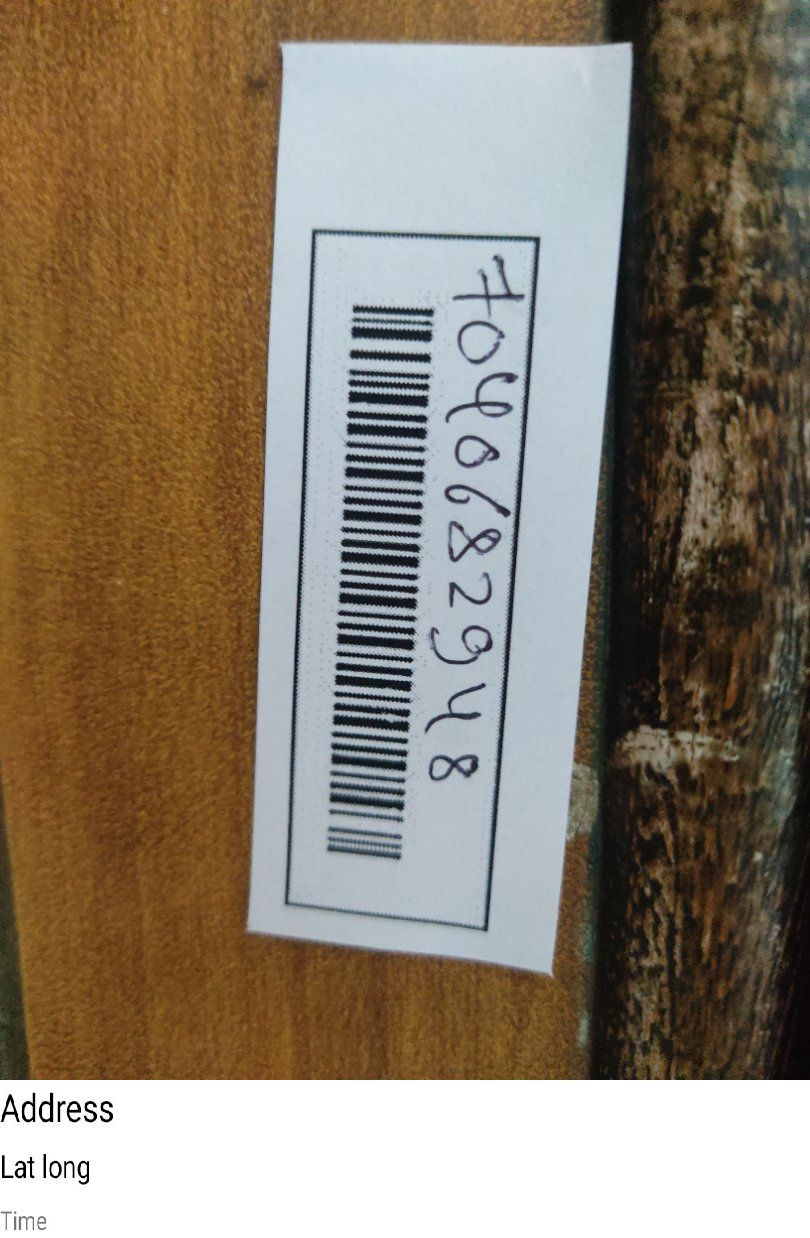 7040682948
Address
Lat long
Time